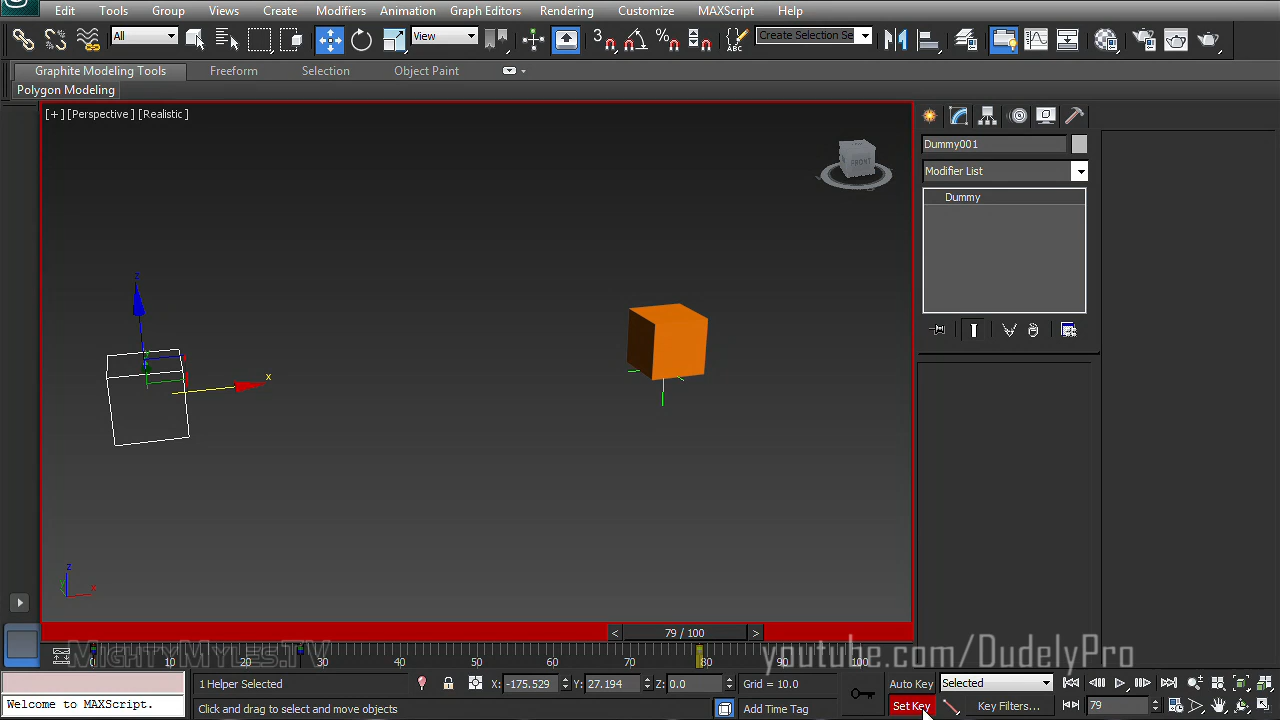 Edit Tools Group Views Create Modifiers Animation Graph Editors Rendering Customize MAXScript Help
All View 3 Create Selection Se
Graphite Modeling Tools Freeform Selection Object Paint
Polygon Modeling
[+] [Perspective ] [Realistic ]
FRONT
Dummy001
Modifier List
Dummy
z
x
z
y x
< 79 / 100 >
0 10 20 30 40 50 60 70 80 90 100
MightyMyles.TV youtube.com/DudelyPro
1 Helper Selected X: -175.529 Y: 27.194 Z: 0.0 Grid = 10.0 Auto Key Selected
Welcome to MAXScript. Click and drag to select and move objects Add Time Tag Set Key Key Filters... 79